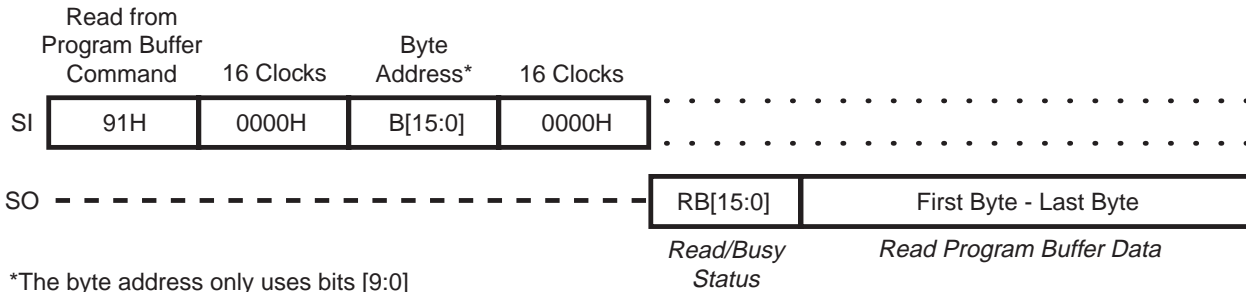 Read from
Program Buffer
Command
16 Clocks
Byte
Address*
16 Clocks
SI
91H
0000H
B[15:0]
0000H
SO
RB[15:0]
First Byte - Last Byte
Read/Busy
Status
Read Program Buffer Data
*The byte address only uses bits [9:0]